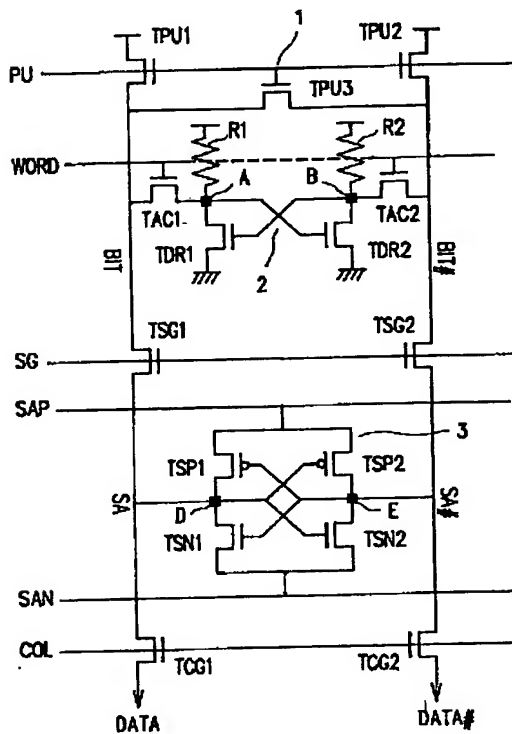 TPU1 1 TPU2
PU
TPU3
R1 R2
WORD
A B
TAC1 TAC2
TDR1 2 TDR2
BIT BIT#
TSG1 TSG2
SG
SAP
3
TSP1 TSP2
SA D E SA#
TSN1 TSN2
SAN
COL
TCG1 TCG2
DATA DATA#